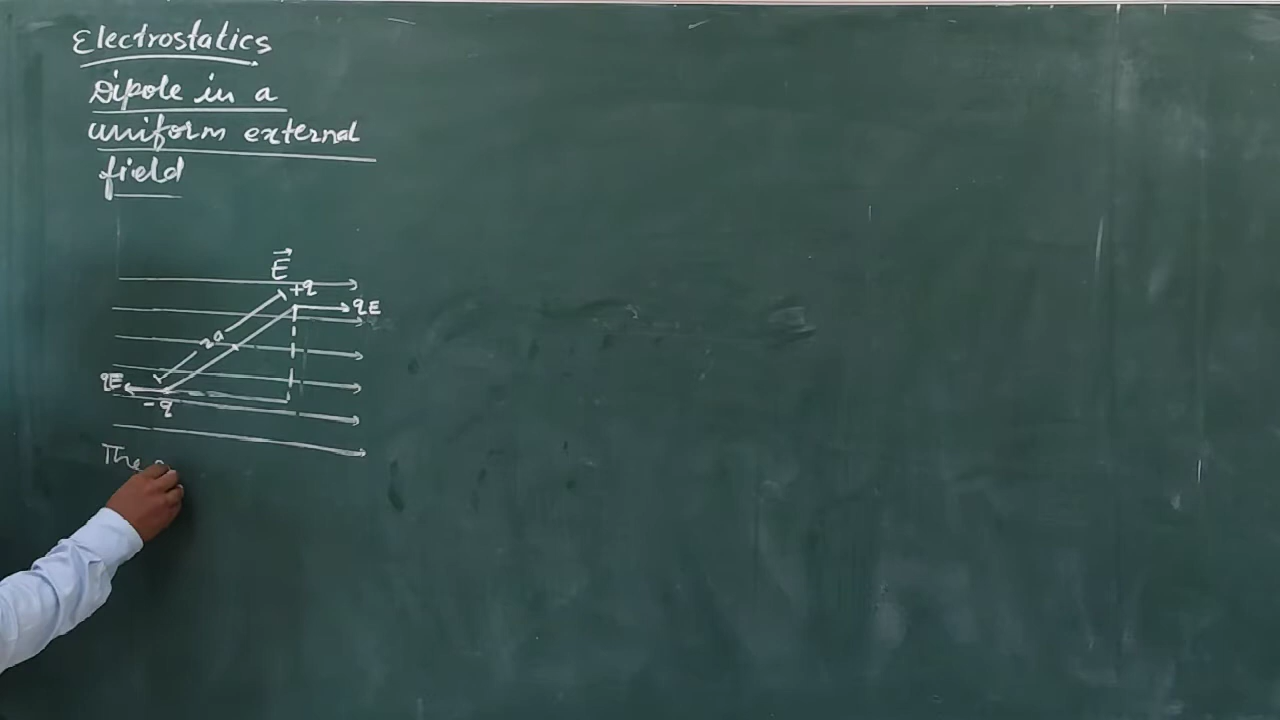 Electrostatics
Dipole in a
uniform external
field
E
+q
qE
2a
qE
-q
The